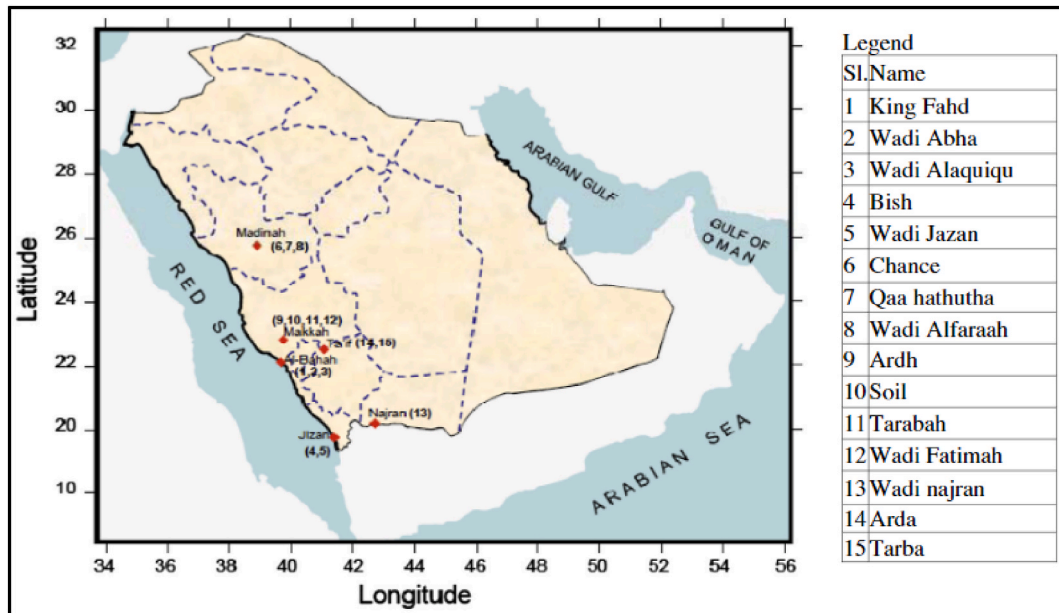 32
30
28
26
24
22
20
10
Latitude
34 36 38 40 42 44 46 48 50 52 54 56
Longitude
ARABIAN GULF
GULF OF
OMAN
RED SEA
ARABIAN SEA
Madinah
(6,7,8)
(9,10,11,12)
Makkah
(14,15)
Al-Bahah
(1,2,3)
Najran (13)
Jizan
(4,5)
Legend
Sl. Name
1 King Fahd
2 Wadi Abha
3 Wadi Alaquiqu
4 Bish
5 Wadi Jazan
6 Chance
7 Qaa hathutha
8 Wadi Alfaraah
9 Ardh
10 Soil
11 Tarabah
12 Wadi Fatimah
13 Wadi najran
14 Arda
15 Tarba